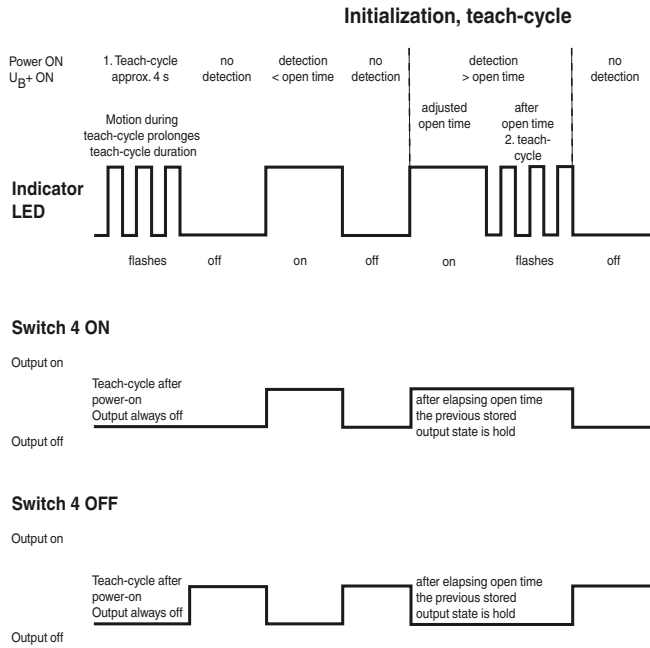 Initialization, teach-cycle
Power ON
UB+ ON
1. Teach-cycle
approx. 4 s
no
detection
detection
< open time
no
detection
detection
> open time
no
detection
Motion during
teach-cycle prolonges
teach-cycle duration
adjusted
open time
after
open time
2. teach-
cycle
Indicator
LED
flashes
off
on
off
on
flashes
off
Switch 4 ON
Output on
Teach-cycle after
power-on
Output always off
after elapsing open time
the previous stored
output state is hold
Output off
Switch 4 OFF
Output on
Teach-cycle after
power-on
Output always off
after elapsing open time
the previous stored
output state is hold
Output off